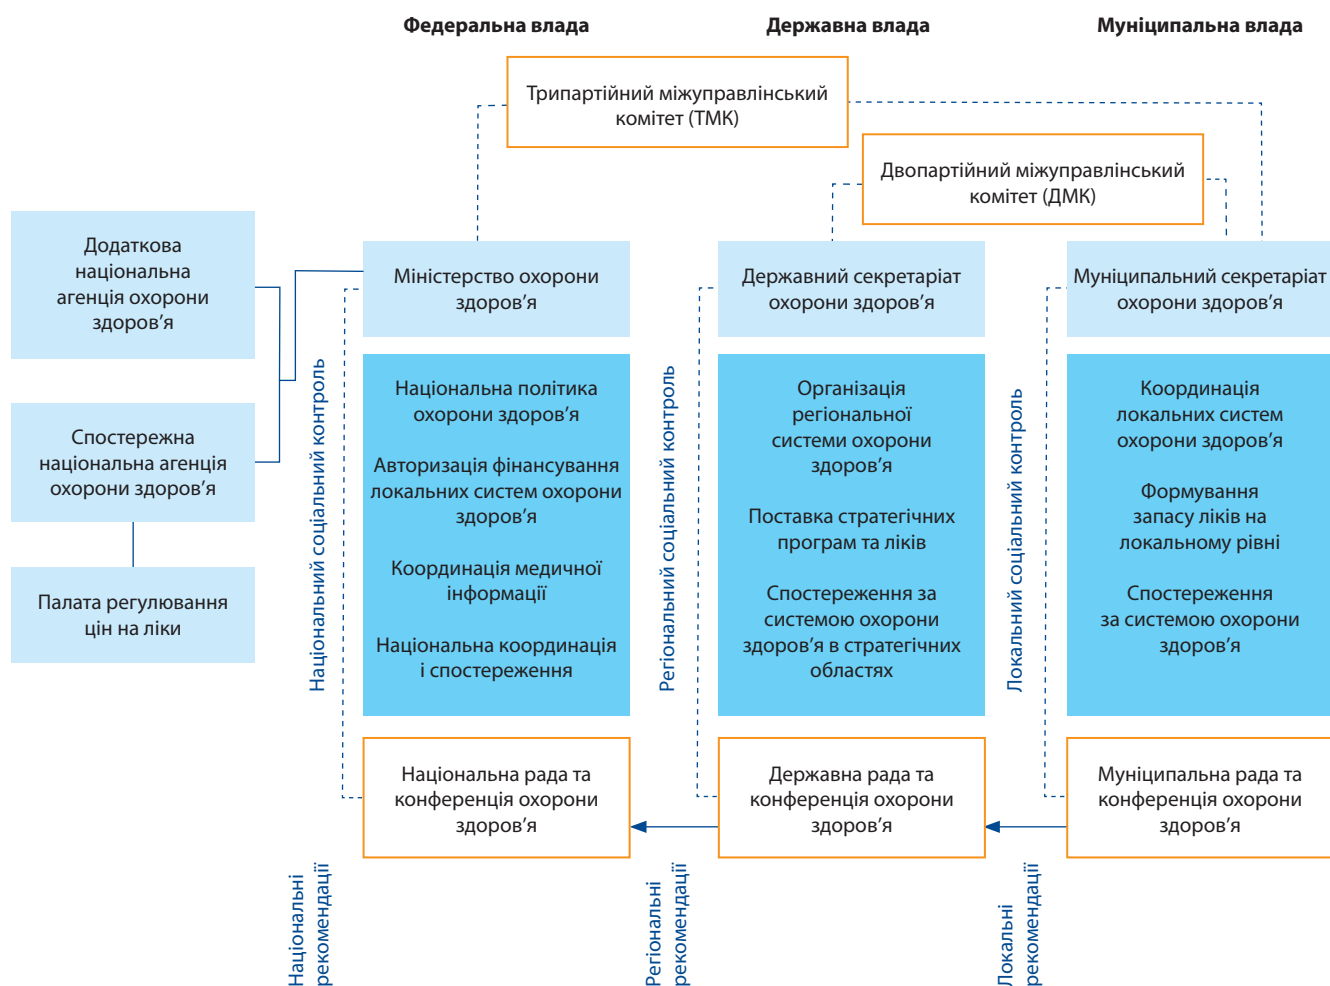 Федеральна влада
Державна влада
Муніципальна влада
Трипартійний міжуправлінський
комітет (ТМК)
Двопартійний міжуправлінський
комітет (ДМК)
Додаткова
національна
агенція охорони
здоров’я
Спостережна
національна агенція
охорони здоров’я
Палата регулювання
цін на ліки
Міністерство охорони
здоров’я
Державний секретаріат
охорони здоров’я
Муніципальний секретаріат
охорони здоров’я
Національний соціальний контроль
Національна політика
охорони здоров’я
Авторизація фінансування
локальних систем охорони
здоров’я
Координація медичної
інформації
Національна координація
і спостереження
Регіональний соціальний контроль
Організація
регіональної
системи охорони
здоров’я
Поставка стратегічних
програм та ліків
Спостереження за
системою охорони
здоров’я в стратегічних
областях
Локальний соціальний контроль
Координація
локальних систем
охорони здоров’я
Формування
запасу ліків на
локальному рівні
Спостереження
за системою охорони
здоров’я
Національна рада та
конференція охорони
здоров’я
Державна рада та
конференція охорони
здоров’я
Муніципальна рада та
конференція охорони
здоров’я
Національні
рекомендації
Регіональні
рекомендації
Локальні
рекомендації